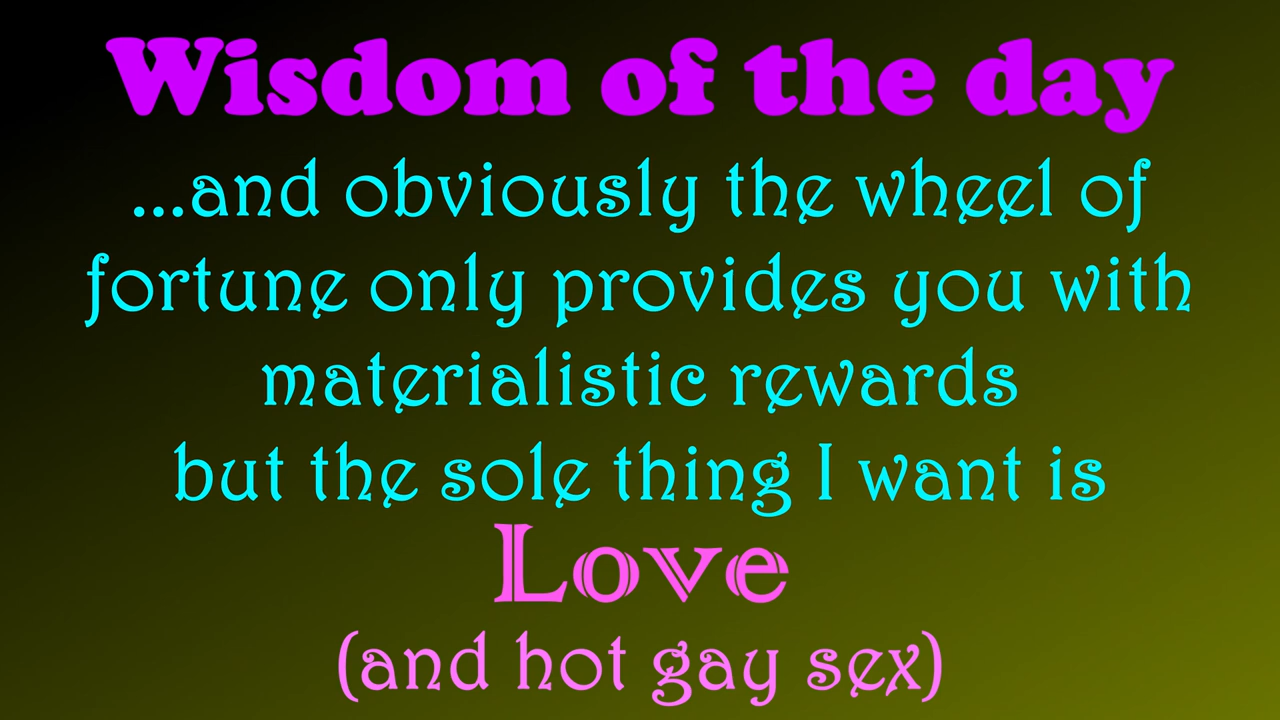 Wisdom of the day
...and obviously the wheel of
fortune only provides you with
materialistic rewards
but the sole thing I want is
Love
(and hot gay sex)